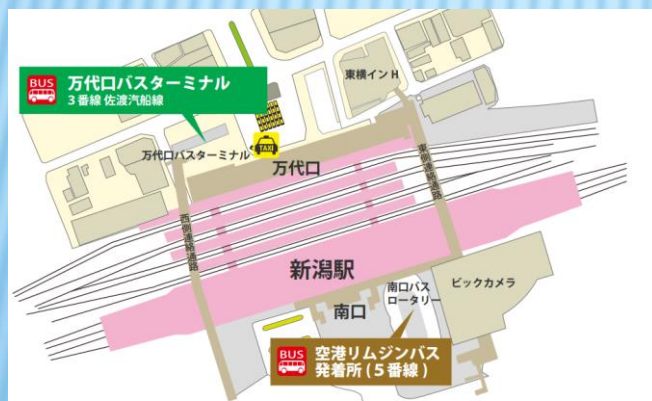 BUS
万代口バスターミナル
3番線 佐渡汽船線
東横イン H
万代口バスターミナル
TAXI
万代口
東側連絡通路
西側連絡通路
新潟駅
南口バス
ロータリー
ビックカメラ
南口
BUS
空港リムジンバス
発着所(5番線)